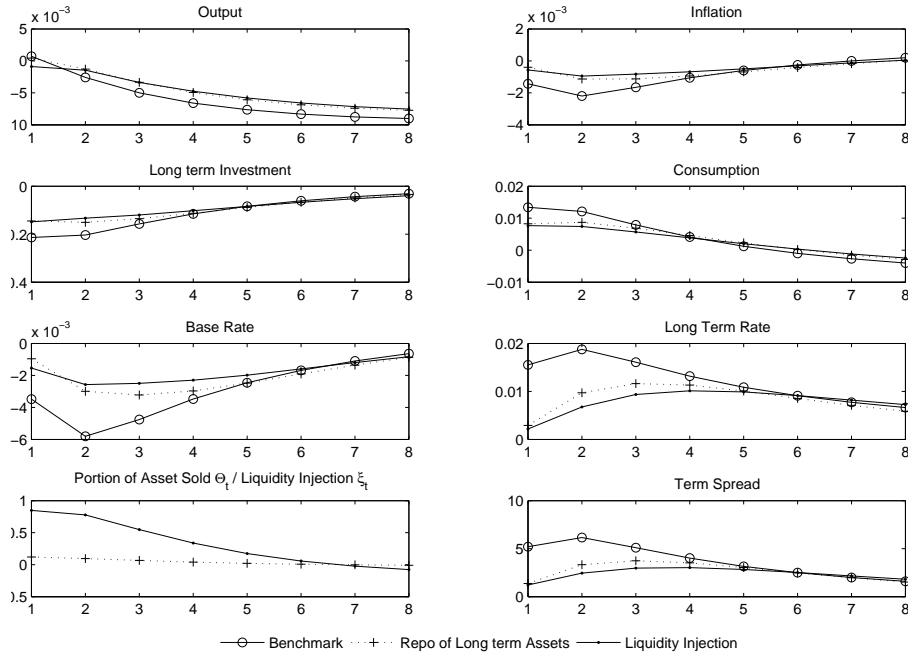 Output
x 10⁻³
5
0
−5
10
1 2 3 4 5 6 7 8
Inflation
x 10⁻³
2
0
−2
−4
1 2 3 4 5 6 7 8
Long term Investment
0
0.2
0.4
1 2 3 4 5 6 7 8
Consumption
0.02
0.01
0
−0.01
1 2 3 4 5 6 7 8
Base Rate
x 10⁻³
0
−2
−4
−6
1 2 3 4 5 6 7 8
Long Term Rate
0.02
0.01
0
1 2 3 4 5 6 7 8
Portion of Asset Sold Θ_t / Liquidity Injection ξ_t
1
0.5
0
0.5
1 2 3 4 5 6 7 8
Term Spread
10
5
0
1 2 3 4 5 6 7 8
Benchmark Repo of Long term Assets Liquidity Injection